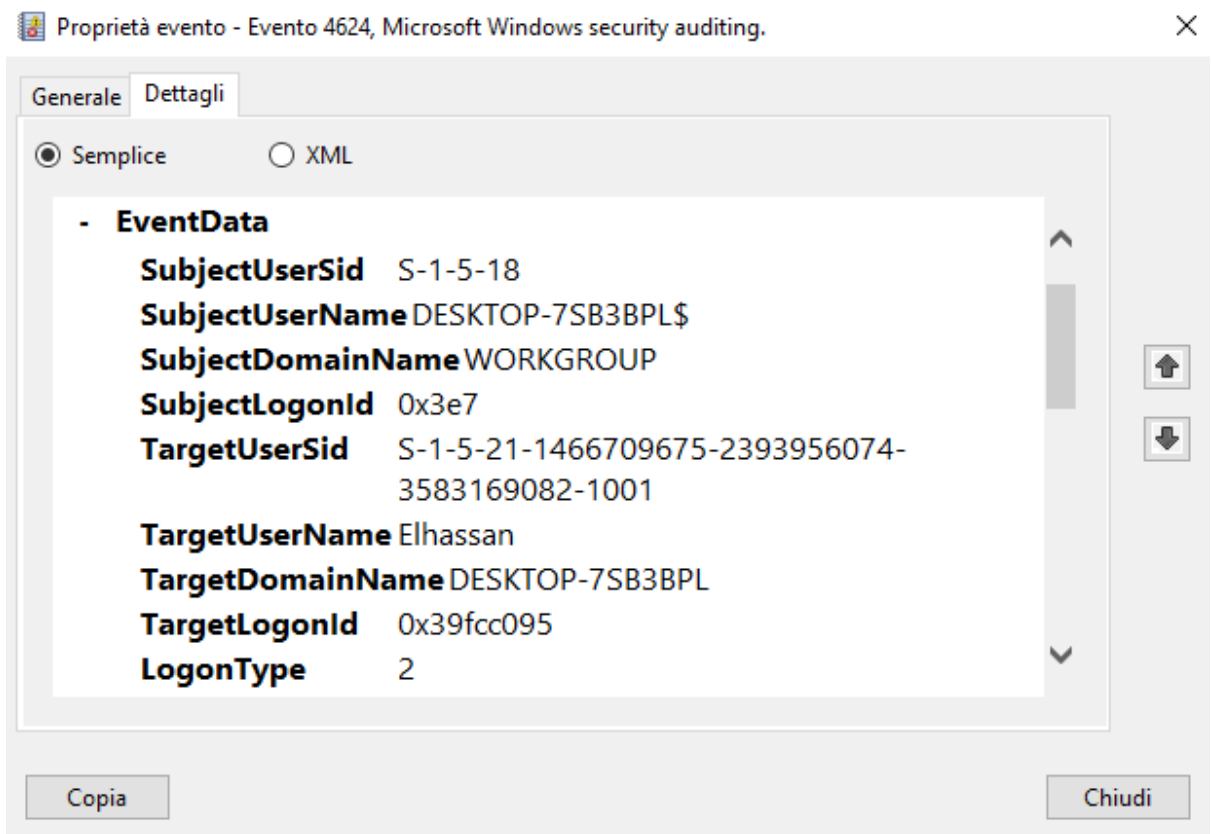 Proprietà evento - Evento 4624, Microsoft Windows security auditing.
Generale Dettagli
Semplice XML
- EventData
SubjectUserSid S-1-5-18
SubjectUserName DESKTOP-7SB3BPL$
SubjectDomainName WORKGROUP
SubjectLogonId 0x3e7
TargetUserSid S-1-5-21-1466709675-2393956074-
3583169082-1001
TargetUserName Elhassan
TargetDomainName DESKTOP-7SB3BPL
TargetLogonId 0x39fcc095
LogonType 2
Copia Chiudi